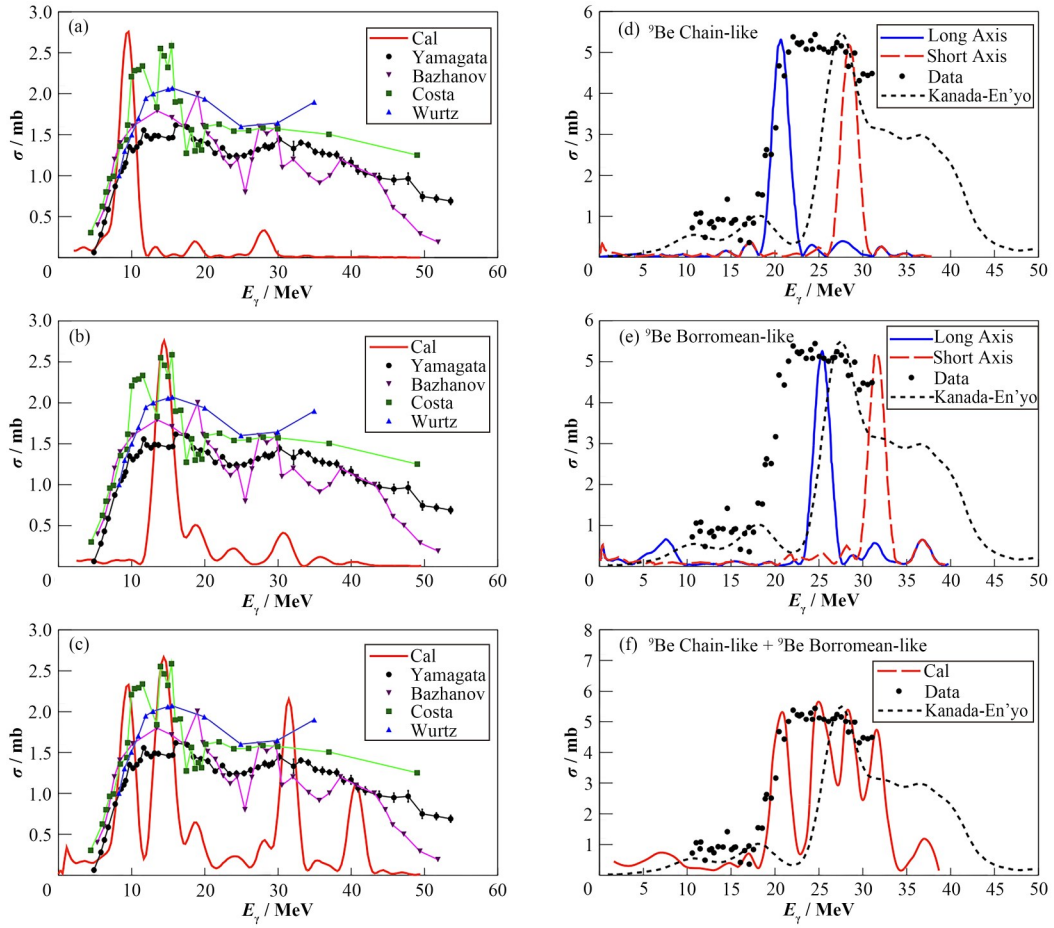 (a)
Cal
Yamagata
Bazhanov
Costa
Wurtz
3.0
2.5
2.0
1.5
1.0
0.5
0 10 20 30 40 50 60
σ / mb
Eγ / MeV
(d) ⁹Be Chain-like
Long Axis
Short Axis
Data
Kanada-En’yo
6
5
4
3
2
1
0 5 10 15 20 25 30 35 40 45 50
σ / mb
Eγ / MeV
(b)
Cal
Yamagata
Bazhanov
Costa
Wurtz
3.0
2.5
2.0
1.5
1.0
0.5
0 10 20 30 40 50 60
σ / mb
Eγ / MeV
(e) ⁹Be Borromean-like
Long Axis
Short Axis
Data
Kanada-En’yo
6
5
4
3
2
1
0 5 10 15 20 25 30 35 40 45 50
σ / mb
Eγ / MeV
(c)
Cal
Yamagata
Bazhanov
Costa
Wurtz
3.0
2.5
2.0
1.5
1.0
0.5
0 10 20 30 40 50 60
σ / mb
Eγ / MeV
(f) ⁹Be Chain-like + ⁹Be Borromean-like
Cal
Data
Kanada-En’yo
8
7
6
5
4
3
2
1
0 5 10 15 20 25 30 35 40 45 50
σ / mb
Eγ / MeV